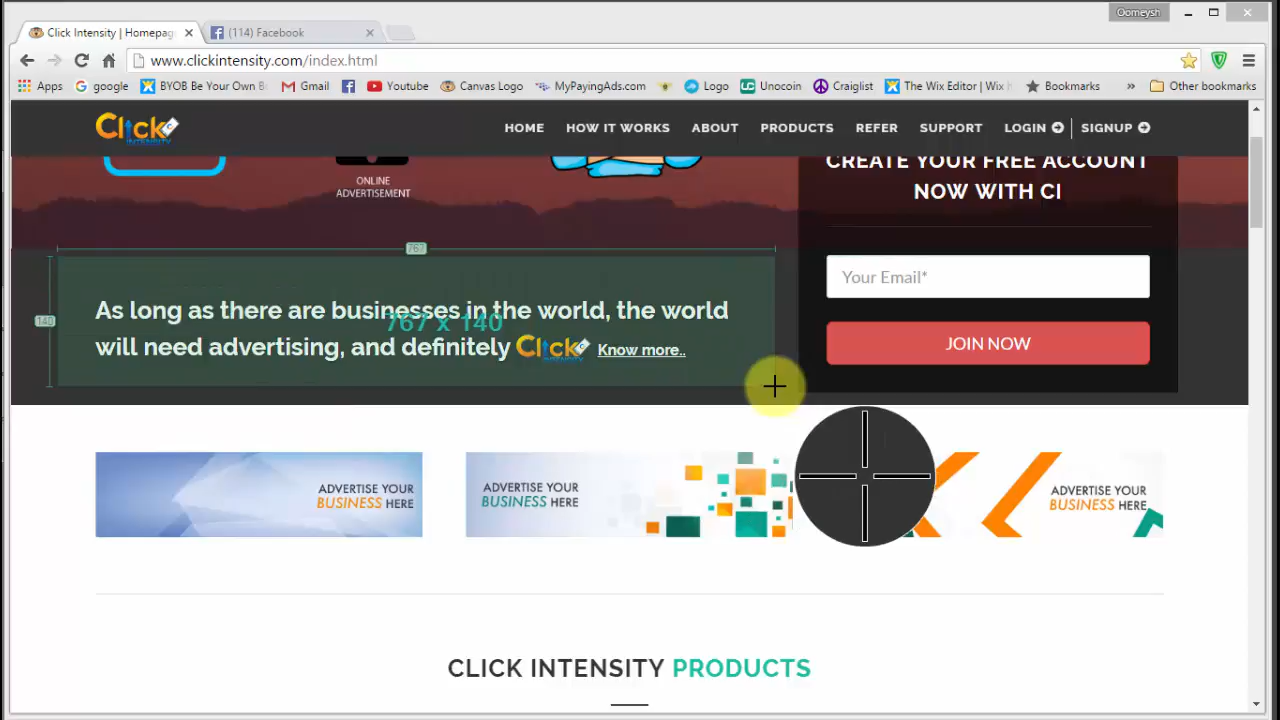 Oomeysh
Click Intensity | Homepag
(114) Facebook
www.clickintensity.com/index.html
Apps
google
BYOB Be Your Own B
Gmail
Youtube
Canvas Logo
MyPayingAds.com
Logo
Unocoin
Craiglist
The Wix Editor | Wix
Bookmarks
»
Other bookmarks
Click
INTENSITY
HOME
HOW IT WORKS
ABOUT
PRODUCTS
REFER
SUPPORT
LOGIN
SIGNUP
ONLINE
ADVERTISEMENT
CREATE YOUR FREE ACCOUNT
NOW WITH CI
Your Email*
JOIN NOW
767
140
As long as there are businesses in the world, the world
767 x 140
will need advertising, and definitely Click INTENSITY Know more..
ADVERTISE YOUR
BUSINESS HERE
ADVERTISE YOUR
BUSINESS HERE
ADVERTISE YOUR
BUSINESS HERE
CLICK INTENSITY PRODUCTS